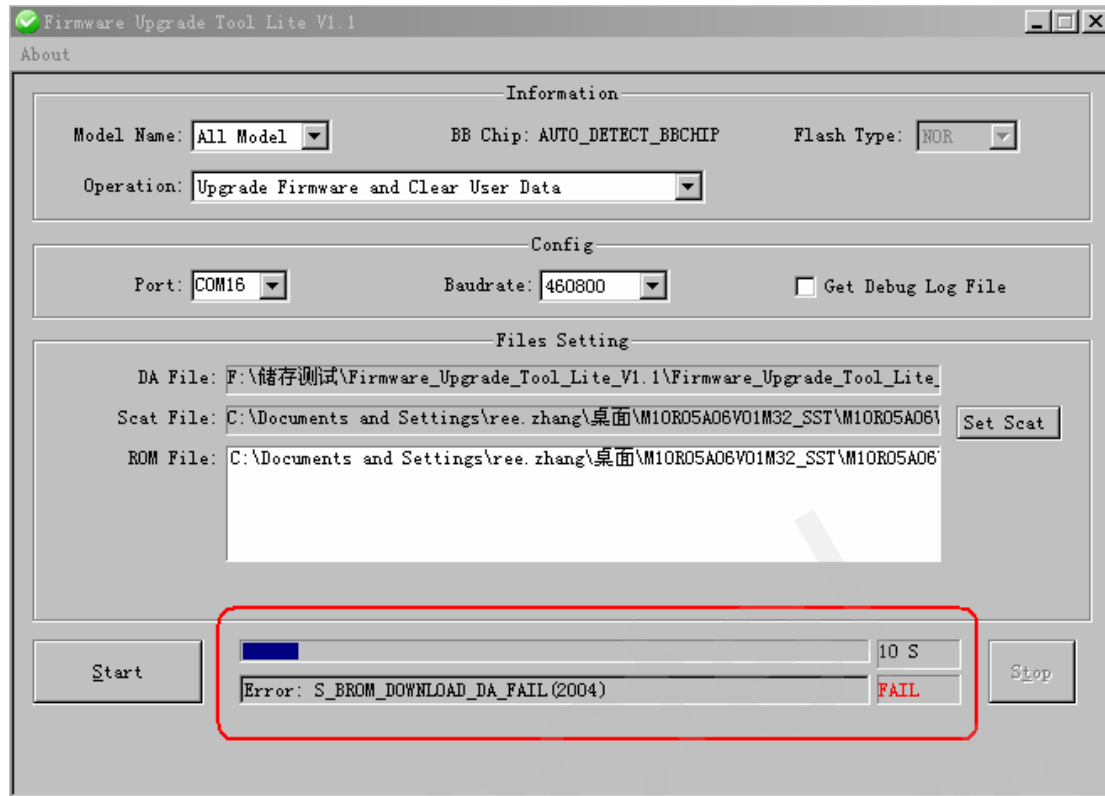 Firmware Upgrade Tool Lite V1.1
About
Information
Model Name: All Model BB Chip: AUTO_DETECT_BBCHIP Flash Type: NOR
Operation: Upgrade Firmware and Clear User Data
Config
Port: COM16 Baudrate: 460800 Get Debug Log File
Files Setting
DA File: F:\储存测试\Firmware_Upgrade_Tool_Lite_V1.1\Firmware_Upgrade_Tool_Lite_
Scat File: C:\Documents and Settings\ree.zhang\桌面\M10R05A06V01M32_SST\M10R05A06\ Set Scat
ROM File: C:\Documents and Settings\ree.zhang\桌面\M10R05A06V01M32_SST\M10R05A06
10 S
Start Stop
Error: S_BROM_DOWNLOAD_DA_FAIL(2004) FAIL